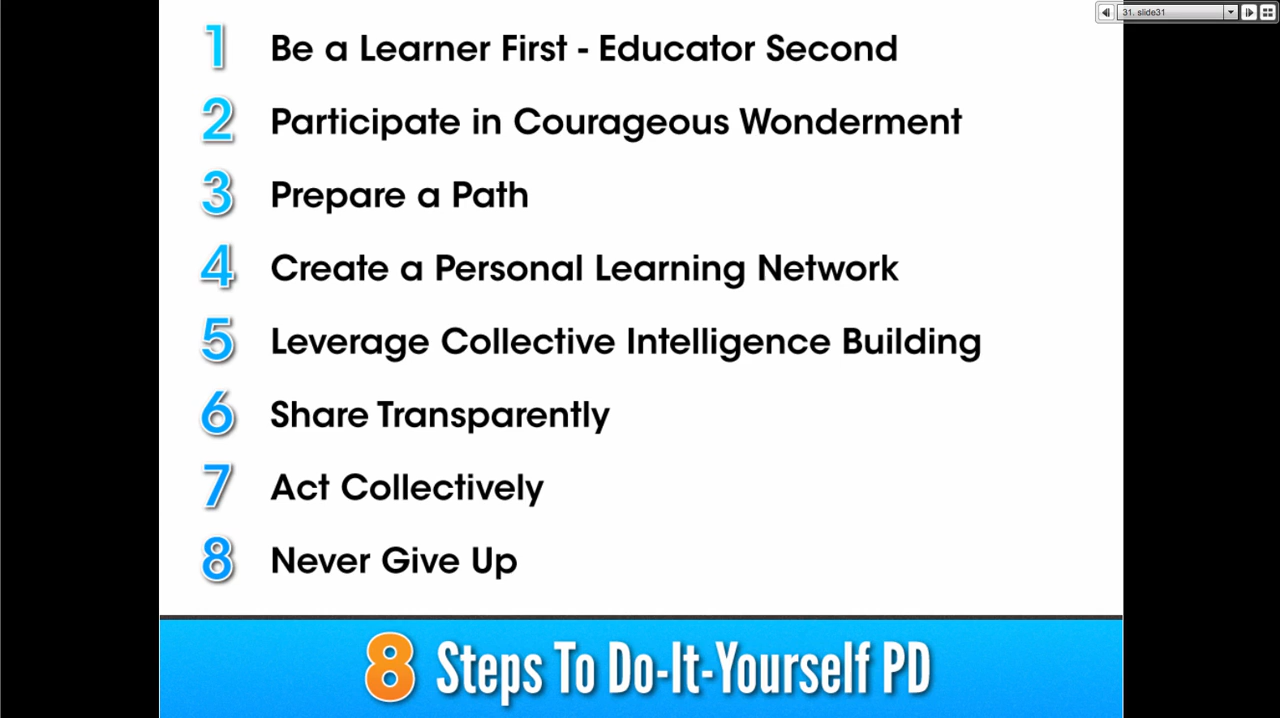 31. slide31
1 Be a Learner First - Educator Second
2 Participate in Courageous Wonderment
3 Prepare a Path
4 Create a Personal Learning Network
5 Leverage Collective Intelligence Building
6 Share Transparently
7 Act Collectively
8 Never Give Up
8 Steps To Do-It-Yourself PD